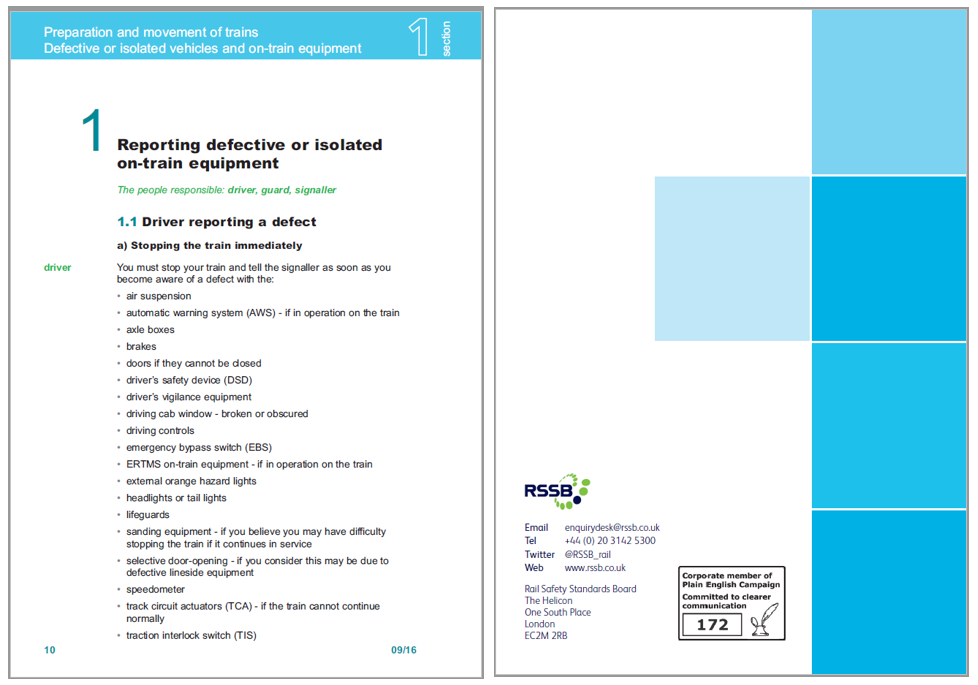 Preparation and movement of trains
Defective or isolated vehicles and on-train equipment
1
section
1
Reporting defective or isolated
on-train equipment
The people responsible: driver, guard, signaller
1.1 Driver reporting a defect
a) Stopping the train immediately
driver
You must stop your train and tell the signaller as soon as you
become aware of a defect with the:
• air suspension
• automatic warning system (AWS) - if in operation on the train
• axle boxes
• brakes
• doors if they cannot be closed
• driver's safety device (DSD)
• driver's vigilance equipment
• driving cab window - broken or obscured
• driving controls
• emergency bypass switch (EBS)
• ERTMS on-train equipment - if in operation on the train
• external orange hazard lights
• headlights or tail lights
• lifeguards
• sanding equipment - if you believe you may have difficulty
stopping the train if it continues in service
• selective door-opening - if you consider this may be due to
defective lineside equipment
• speedometer
• track circuit actuators (TCA) - if the train cannot continue
normally
• traction interlock switch (TIS)
10
09/16
RSSB
Email enquirydesk@rssb.co.uk
Tel +44 (0) 20 3142 5300
Twitter @RSSB_rail
Web www.rssb.co.uk
Rail Safety Standards Board
The Helicon
One South Place
London
EC2M 2RB
Corporate member of
Plain English Campaign
Committed to clearer
communication
172